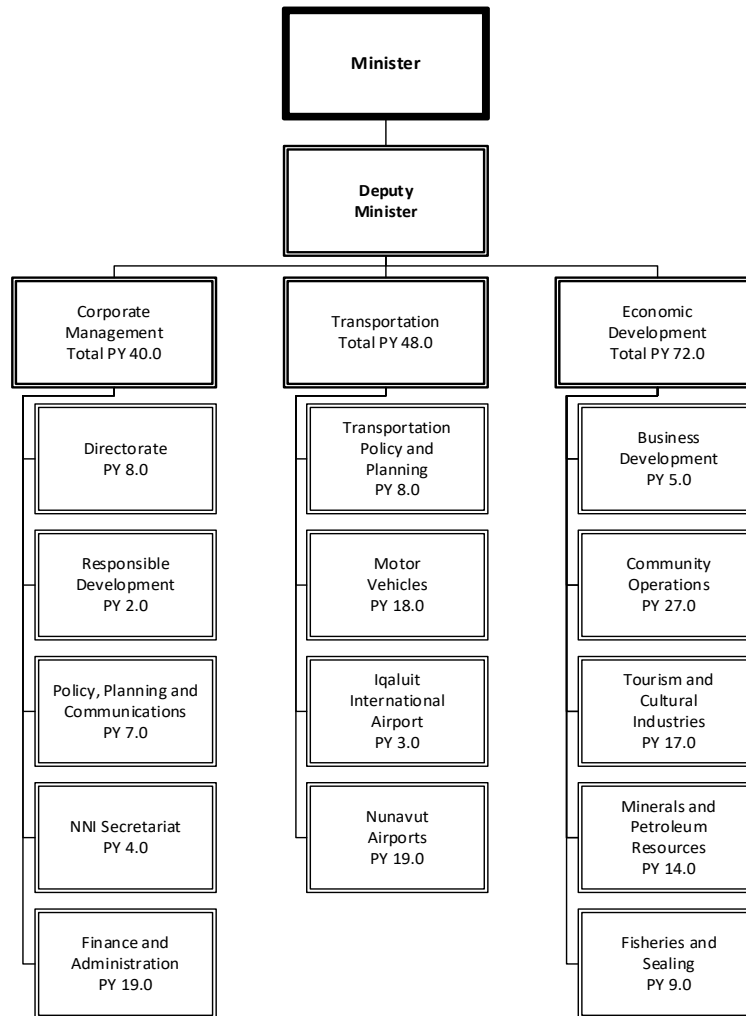 Minister
Deputy
Minister
Corporate
Management
Total PY 40.0
Directorate
PY 8.0
Responsible
Development
PY 2.0
Policy, Planning and
Communications
PY 7.0
NNI Secretariat
PY 4.0
Finance and
Administration
PY 19.0
Transportation
Total PY 48.0
Transportation
Policy and
Planning
PY 8.0
Motor
Vehicles
PY 18.0
Iqaluit
International
Airport
PY 3.0
Nunavut
Airports
PY 19.0
Economic
Development
Total PY 72.0
Business
Development
PY 5.0
Community
Operations
PY 27.0
Tourism and
Cultural
Industries
PY 17.0
Minerals and
Petroleum
Resources
PY 14.0
Fisheries and
Sealing
PY 9.0